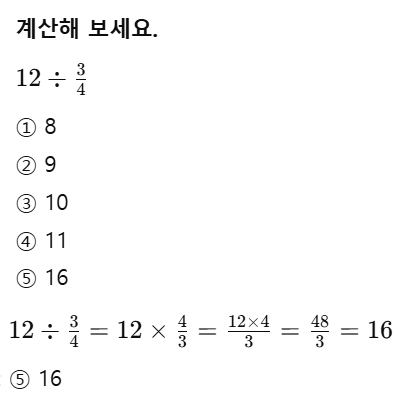 계산해 보세요.
12 ÷ 3/4
① 8
② 9
③ 10
④ 11
⑤ 16
12 ÷ 3/4 = 12 × 4/3 = 12×4/3 = 48/3 = 16
⑤ 16